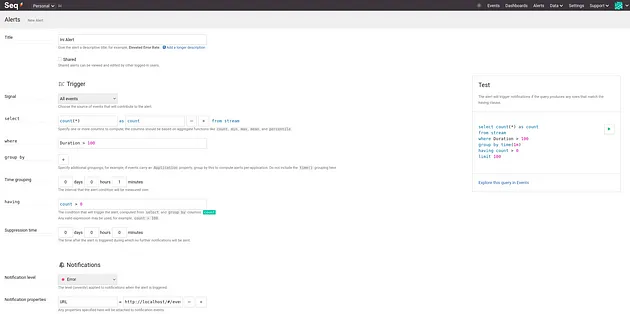 Seq
Personal
Events Dashboards Alerts Data Settings Support
Alerts New Alert
Title
Give the alert a descriptive title, for example, Elevated Error Rate. Add a longer description
Shared
Shared alerts can be viewed and edited by other logged-in users.
Trigger
Signal
All events
Choose the source of events that will contribute to the alert.
select
count(*) as count − + from stream
Specify one or more columns to compute; the columns should be based on aggregate functions like count, min, max, mean, and percentile.
where
Duration > 100
group by
+
Specify additional groupings; for example, if events carry an Application property, group by this to compute alerts per-application. Do not include the time() grouping here.
Time grouping
0 days 0 hours 1 minutes
The interval that the alert condition will be measured over.
having
count > 0
The condition that will trigger the alert, computed from select and group by columns
Any valid expression may be used, for example count > 100.
Suppression time
0 days 0 hours 0 minutes
The time after the alert is triggered during which no further notifications will be sent.
Notifications
Notification level
Error
The level (severity) applied to notifications when the alert is triggered.
Notification properties
URL = http://localhost/#/even − +
Any properties specified here will be attached to notification events.
Test
The alert will trigger notifications if the query produces any rows that match the
having clause.
select count(*) as count
from stream
where Duration > 100
group by time(1m)
having count > 0
limit 100
Explore this query in Events